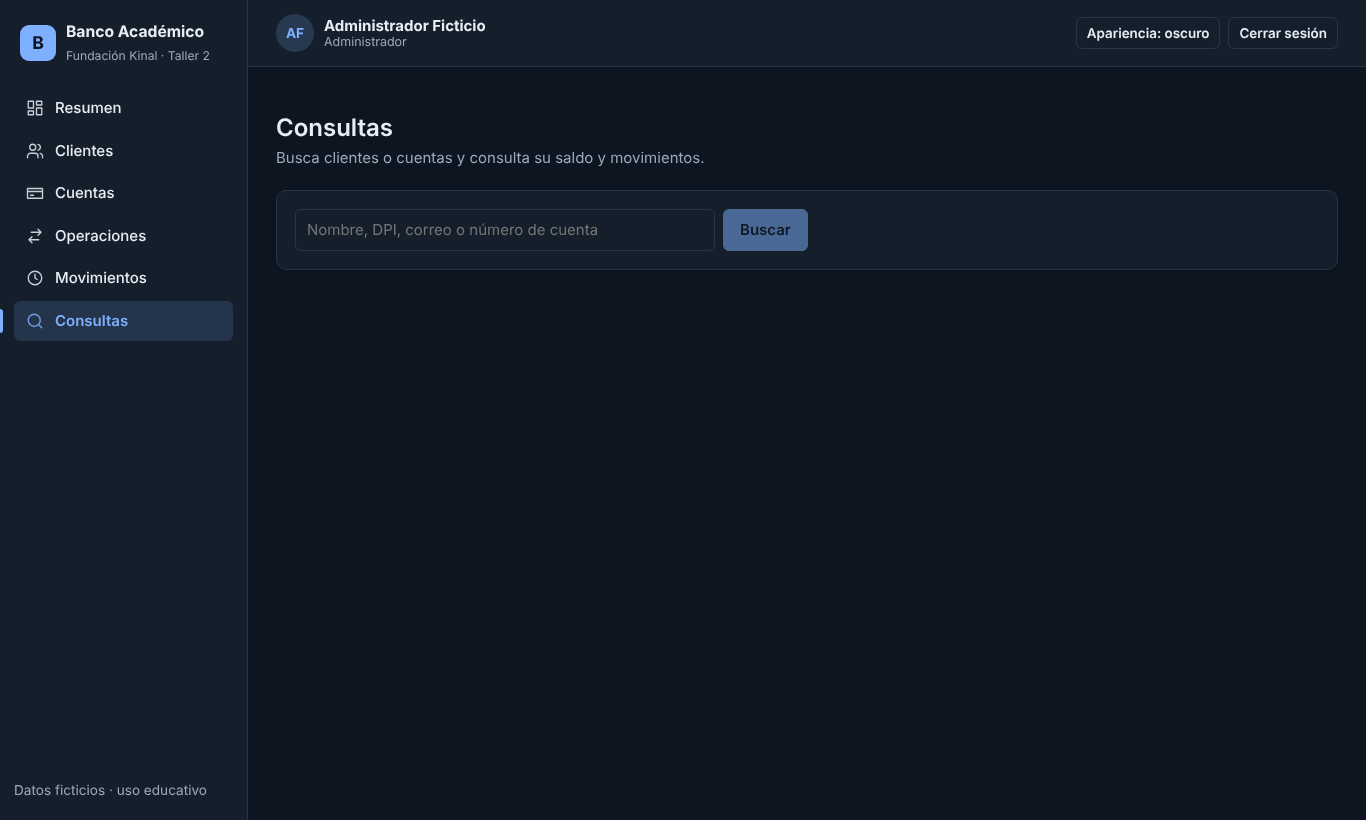 B
Banco Académico
Fundación Kinal · Taller 2
Resumen
Clientes
Cuentas
Operaciones
Movimientos
Consultas
Datos ficticios · uso educativo
AF
Administrador Ficticio
Administrador
Apariencia: oscuro
Cerrar sesión
Consultas
Busca clientes o cuentas y consulta su saldo y movimientos.
Nombre, DPI, correo o número de cuenta
Buscar